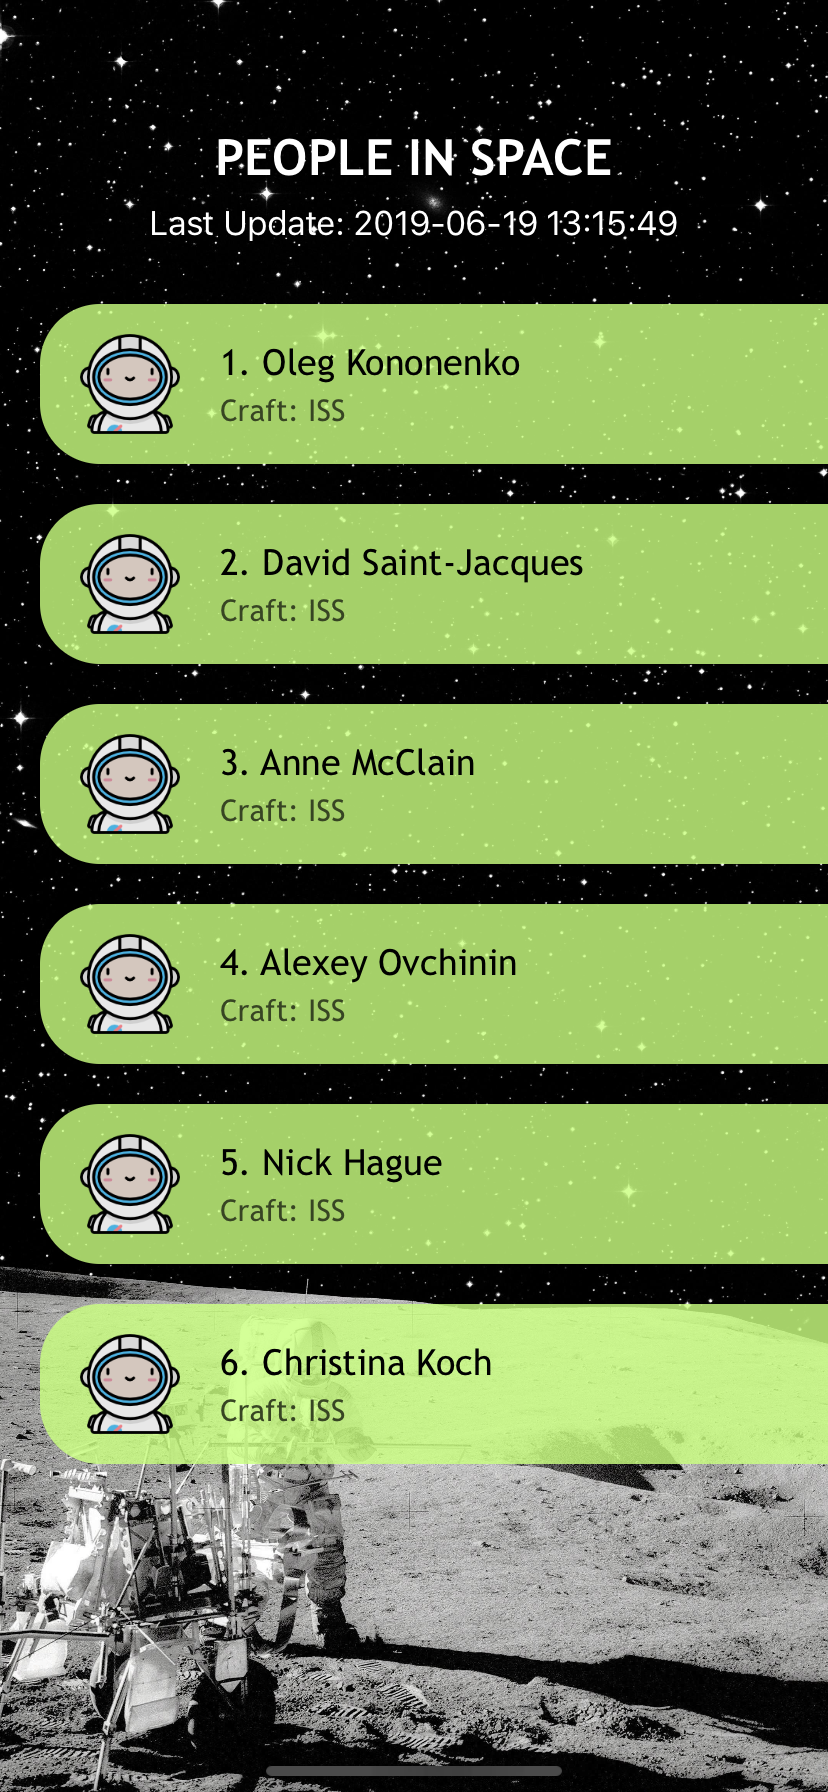 PEOPLE IN SPACE
Last Update: 2019-06-19 13:15:49
1. Oleg Kononenko
Craft: ISS
2. David Saint-Jacques
Craft: ISS
3. Anne McClain
Craft: ISS
4. Alexey Ovchinin
Craft: ISS
5. Nick Hague
Craft: ISS
6. Christina Koch
Craft: ISS